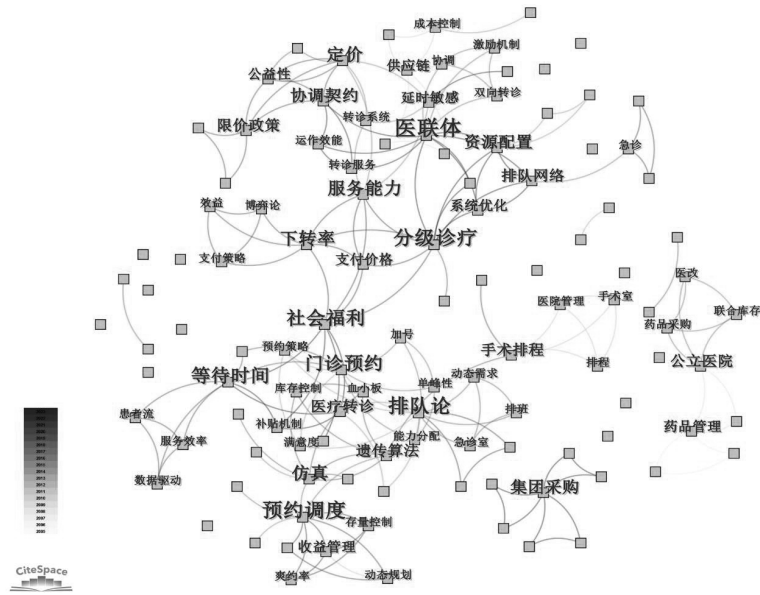 成本控制
定价
激励机制
公益性
供应链
协调
协调契约
延时敏感
双向转诊
限价政策
转诊系统
医联体
运作效能
资源配置
急诊
转诊服务
排队网络
服务能力
效益
博弈论
系统优化
下转率
分级诊疗
支付策略
支付价格
医改
医院管理
手术室
联合库存
社会福利
药品采购
预约策略
加号
手术排程
门诊预约
排程
公立医院
等待时间
动态需求
库存控制
血小板
单峰性
医疗转诊
排队论
排班
患者流
补贴机制
药品管理
服务效率
满意度
能力分配
急诊室
遗传算法
数据驱动
仿真
集团采购
预约调度
存量控制
收益管理
爽约率
动态规划
CiteSpace